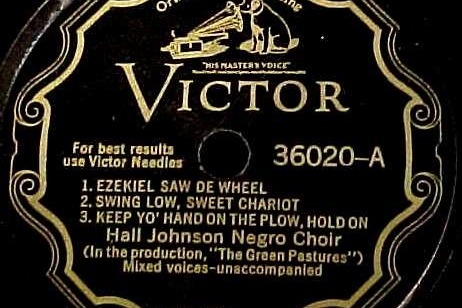 "HIS MASTER'S VOICE"
VICTOR
For best results
use Victor Needles
36020-A
1. EZEKIEL SAW DE WHEEL
2. SWING LOW, SWEET CHARIOT
3. KEEP YO' HAND ON THE PLOW, HOLD ON
Hall Johnson Negro Choir
(In the production, "The Green Pastures")
Mixed voices-unaccompanied